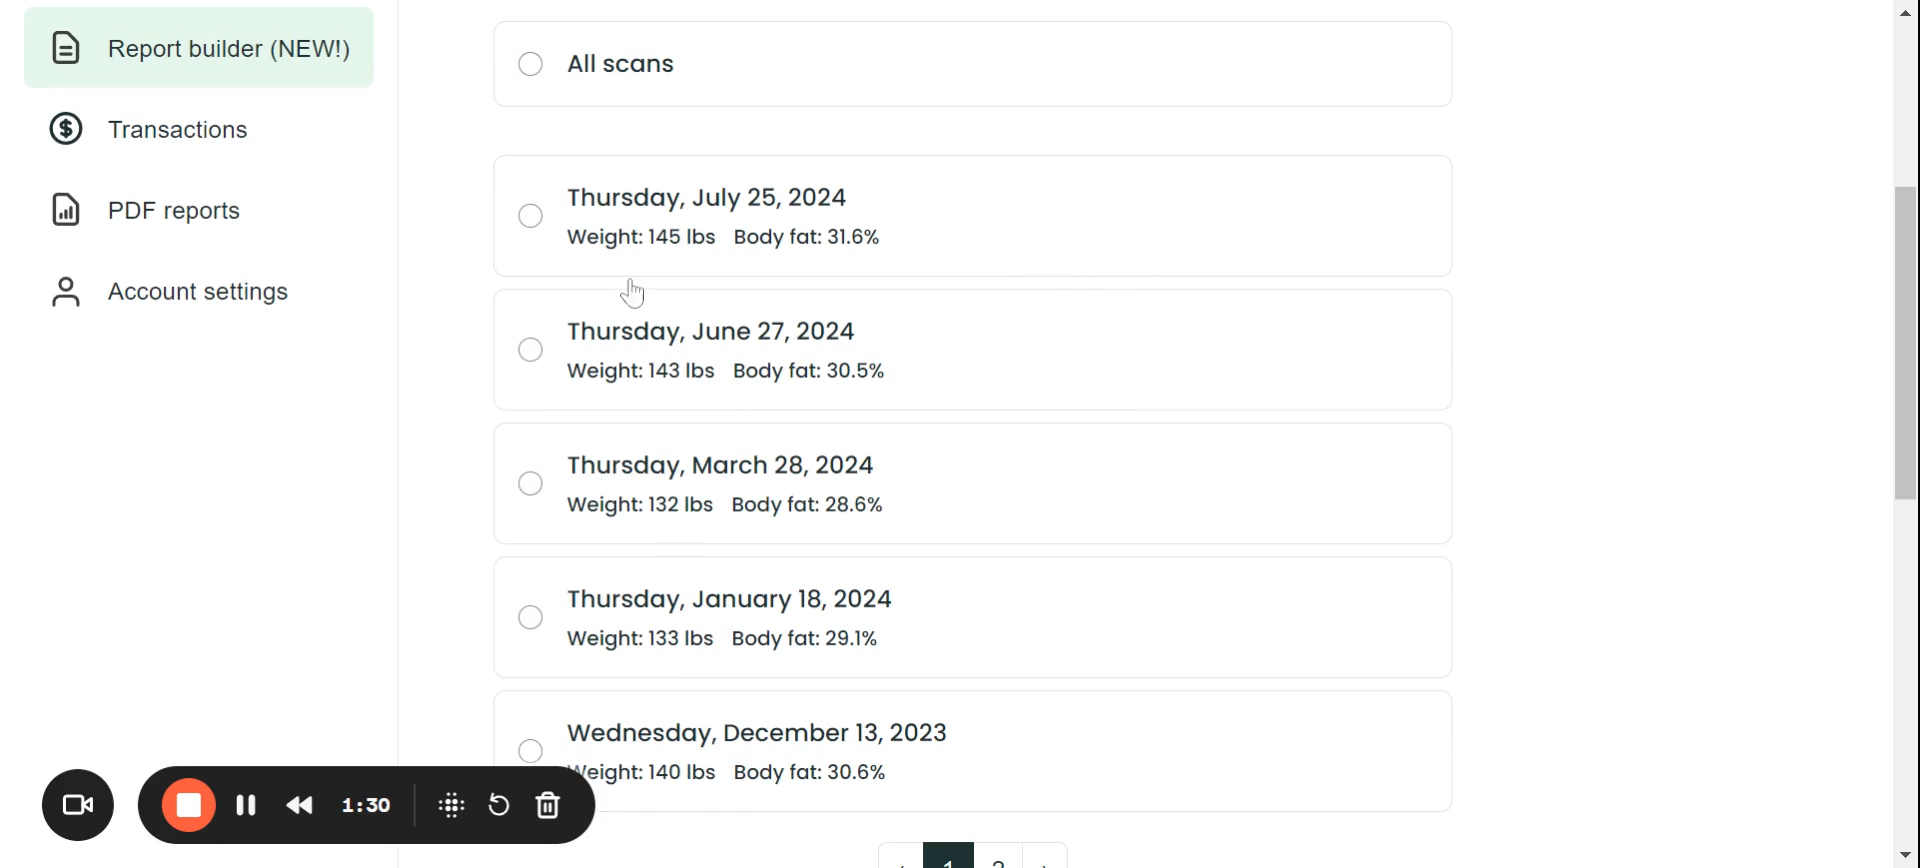 Report builder (NEW!)
Transactions
PDF reports
Account settings
All scans
Thursday, July 25, 2024
Weight: 145 lbs Body fat: 31.6%
Thursday, June 27, 2024
Weight: 143 lbs Body fat: 30.5%
Thursday, March 28, 2024
Weight: 132 lbs Body fat: 28.6%
Thursday, January 18, 2024
Weight: 133 lbs Body fat: 29.1%
Wednesday, December 13, 2023
Weight: 140 lbs Body fat: 30.6%
1:30
1 2